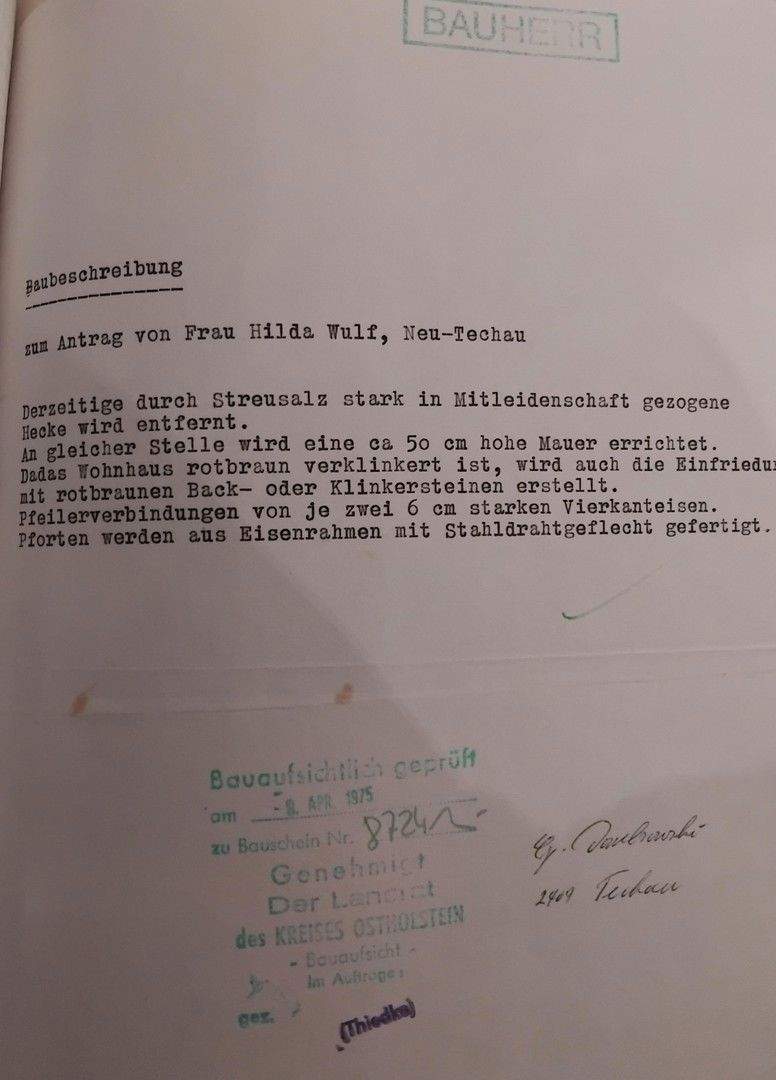 BAUHERR
Baubeschreibung
zum Antrag von Frau Hilda Wulf, Neu-Techau
Derzeitige durch Streusalz stark in Mitleidenschaft gezogene
Hecke wird entfernt.
An gleicher Stelle wird eine ca 50 cm hohe Mauer errichtet.
Dadas Wohnhaus rotbraun verklinkert ist, wird auch die Einfriedun
mit rotbraunen Back- oder Klinkersteinen erstellt.
Pfeilerverbindungen von je zwei 6 cm starken Vierkanteisen.
Pforten werden aus Eisenrahmen mit Stahldrahtgeflecht gefertigt.
Bauaufsichtlich geprüft
am - 8. APR. 1975
zu Bauschein Nr. 8724
Genehmigt
Der Landrat
des KREISES OSTHOLSTEIN
- Bauaufsicht -
Im Auftrage:
gez.
(Thiedke)
2409 Techau